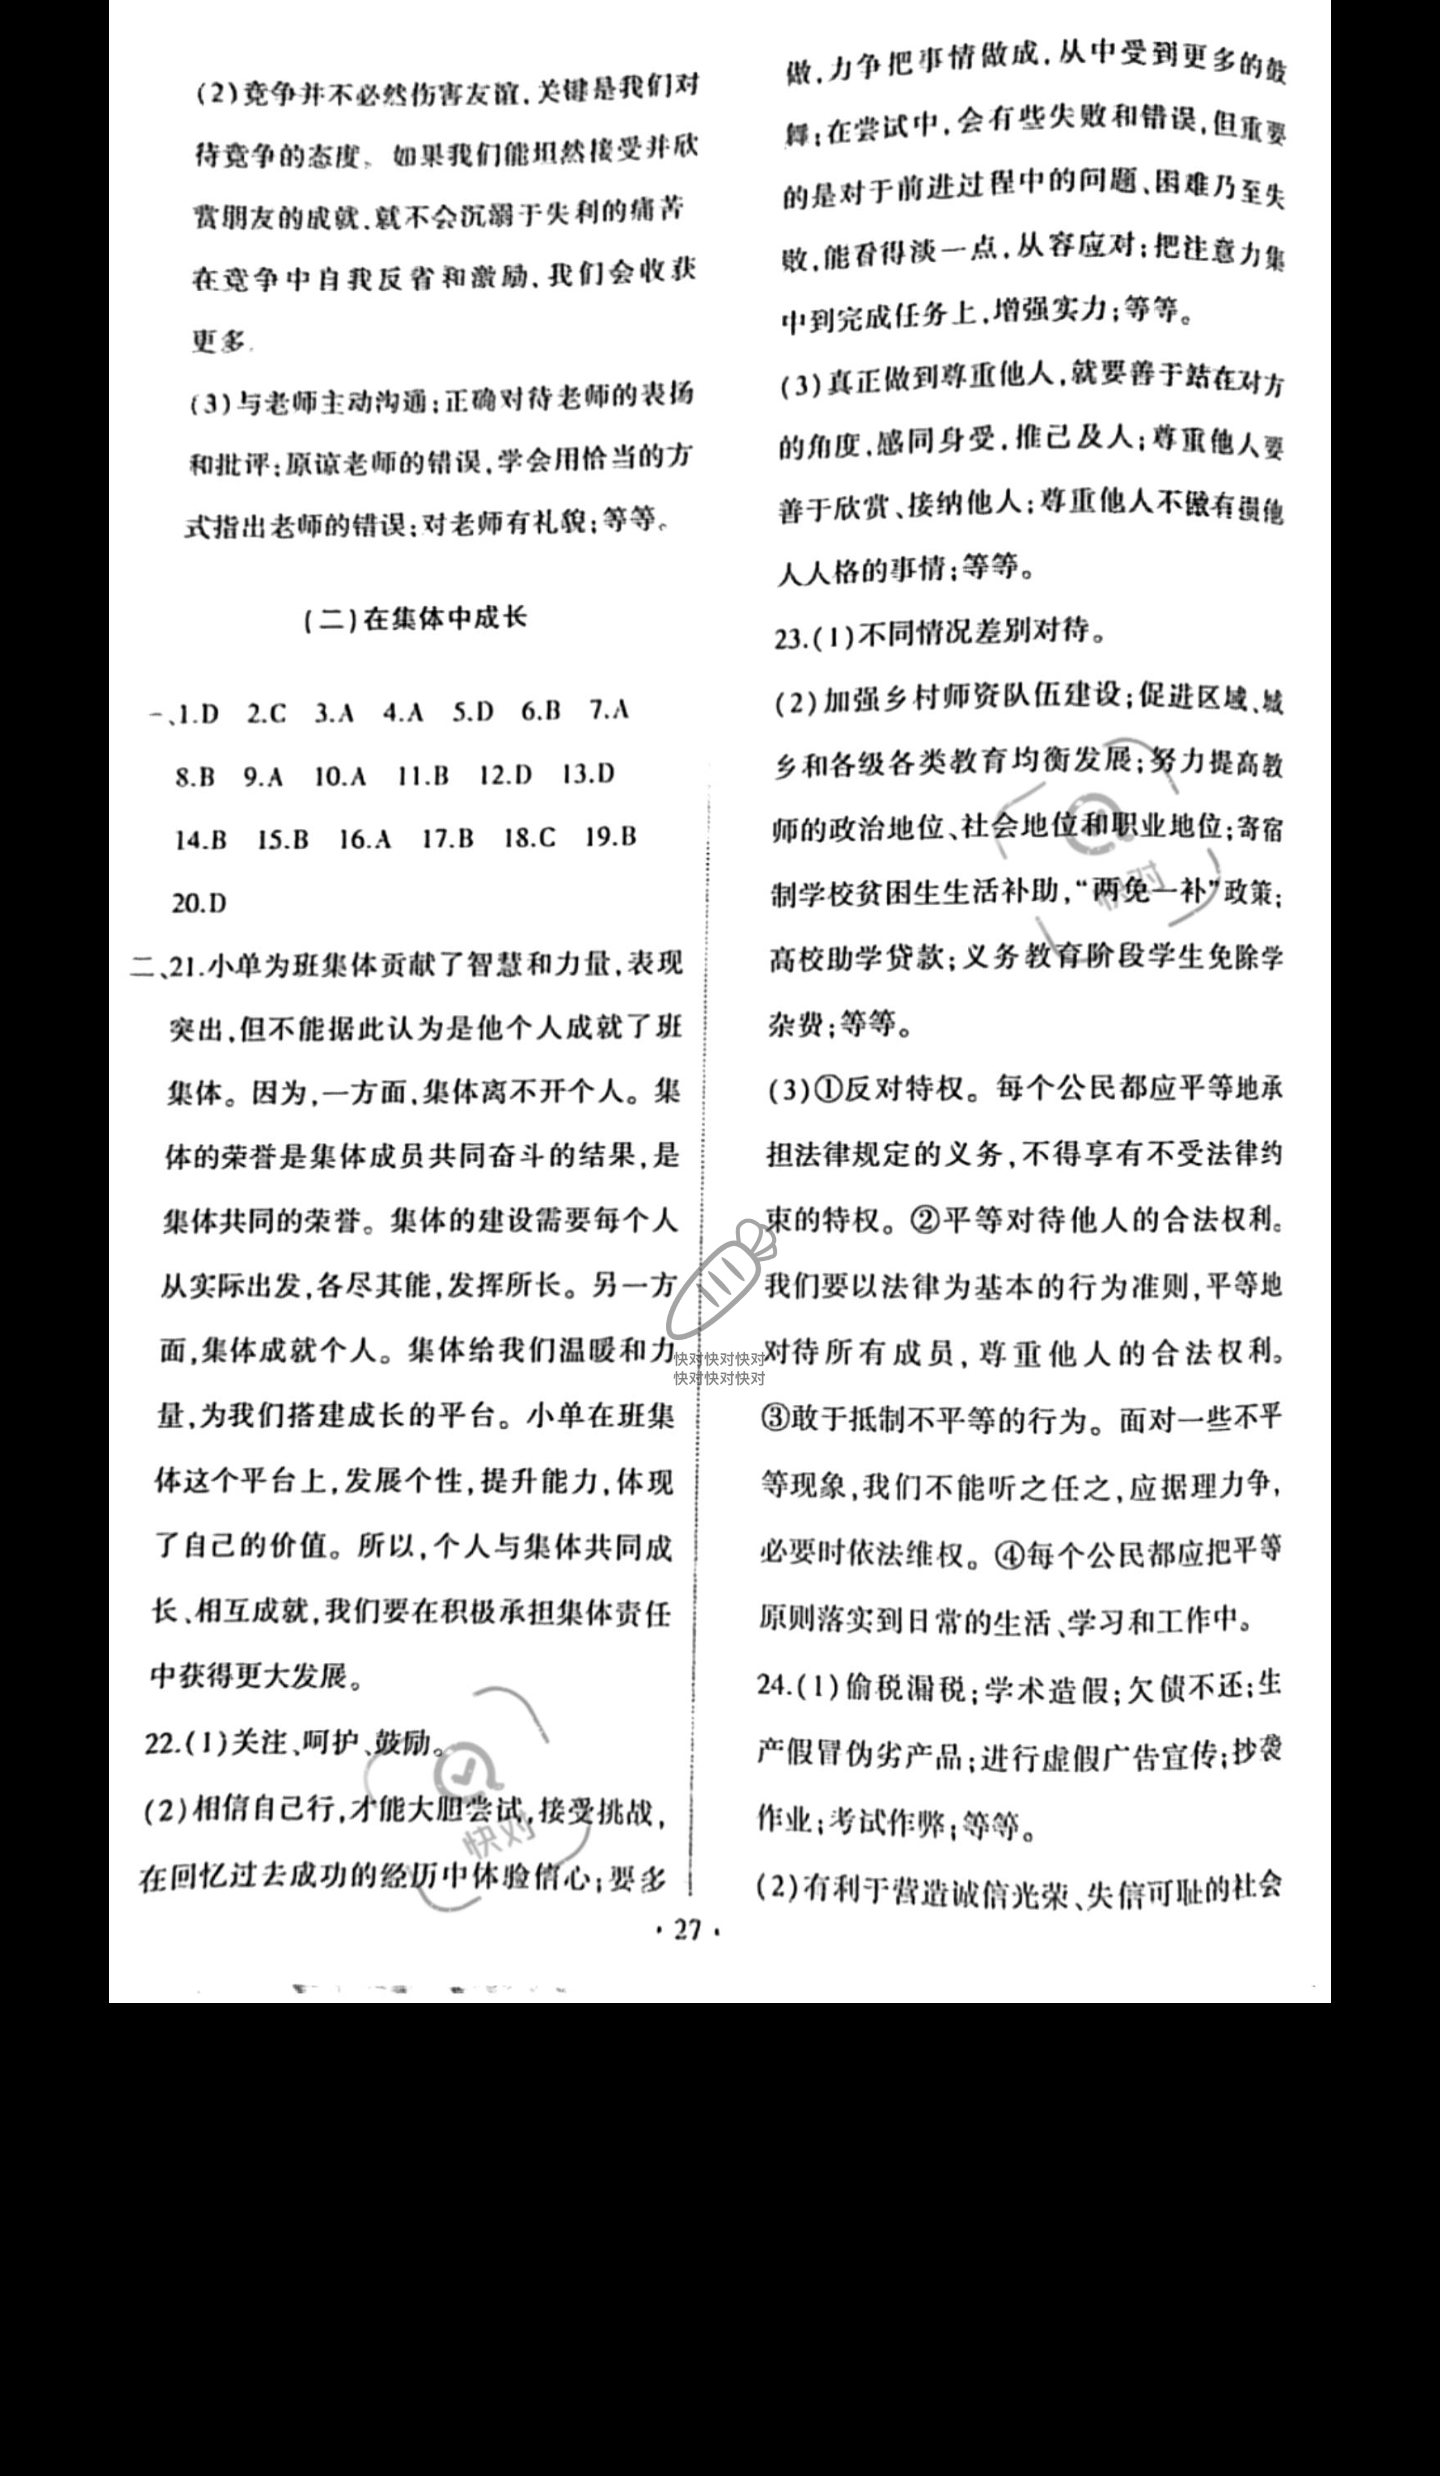 (2)竞争并不必然伤害友谊,关键是我们对
待竞争的态度。如果我们能坦然接受并欣
赏朋友的成就,就不会沉溺于失利的痛苦
在竞争中自我反省和激励,我们会收获
更多.
(3)与老师主动沟通;正确对待老师的表扬
和批评;原谅老师的错误,学会用恰当的方
式指出老师的错误;对老师有礼貌;等等。
(二)在集体中成长
一、1.D 2.C 3.A 4.A 5.D 6.B 7.A
8.B 9.A 10.A 11.B 12.D 13.D
14.B 15.B 16.A 17.B 18.C 19.B
20.D
二、21.小单为班集体贡献了智慧和力量,表现
突出,但不能据此认为是他个人成就了班
集体。因为,一方面,集体离不开个人。集
体的荣誉是集体成员共同奋斗的结果,是
集体共同的荣誉。集体的建设需要每个人
从实际出发,各尽其能,发挥所长。另一方
面,集体成就个人。集体给我们温暖和力
量,为我们搭建成长的平台。小单在班集
体这个平台上,发展个性,提升能力,体现
了自己的价值。所以,个人与集体共同成
长、相互成就,我们要在积极承担集体责任
中获得更大发展。
22.(1)关注、呵护、鼓励。
(2)相信自己行,才能大胆尝试,接受挑战,
在回忆过去成功的经历中体验信心;要多
做,力争把事情做成,从中受到更多的鼓
舞;在尝试中,会有些失败和错误,但重要
的是对于前进过程中的问题、困难乃至失
败,能看得淡一点,从容应对;把注意力集
中到完成任务上,增强实力;等等。
(3)真正做到尊重他人,就要善于站在对方
的角度,感同身受,推己及人;尊重他人要
善于欣赏、接纳他人;尊重他人不做有损他
人人格的事情;等等。
23.(1)不同情况差别对待。
(2)加强乡村师资队伍建设;促进区域、城
乡和各级各类教育均衡发展;努力提高教
师的政治地位、社会地位和职业地位;寄宿
制学校贫困生生活补助,“两免一补”政策;
高校助学贷款;义务教育阶段学生免除学
杂费;等等。
(3)①反对特权。每个公民都应平等地承
担法律规定的义务,不得享有不受法律约
束的特权。②平等对待他人的合法权利。
我们要以法律为基本的行为准则,平等地
对待所有成员,尊重他人的合法权利。
③敢于抵制不平等的行为。面对一些不平
等现象,我们不能听之任之,应据理力争,
必要时依法维权。④每个公民都应把平等
原则落实到日常的生活、学习和工作中。
24.(1)偷税漏税;学术造假;欠债不还;生
产假冒伪劣产品;进行虚假广告宣传;抄袭
作业;考试作弊;等等。
(2)有利于营造诚信光荣、失信可耻的社会
· 27 ·
快对
快对
快对快对快对
快对快对快对